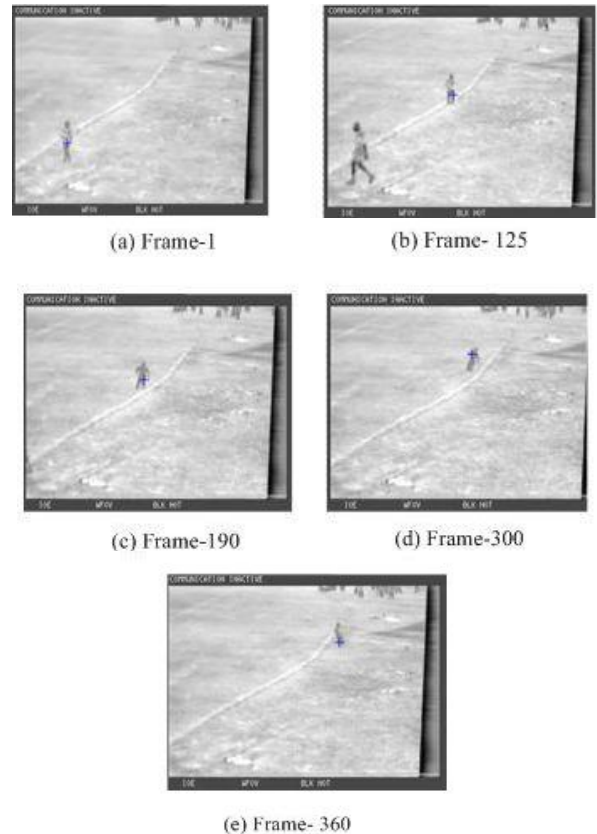 COMMUNICATION INACTIVE
WFOV
BLK HOT
(a) Frame-1
COMMUNICATION INACTIVE
WFOV
BLK HOT
(b) Frame- 125
COMMUNICATION INACTIVE
WFOV
BLK HOT
(c) Frame-190
COMMUNICATION INACTIVE
WFOV
BLK HOT
(d) Frame-300
COMMUNICATION INACTIVE
WFOV
BLK HOT
(e) Frame- 360